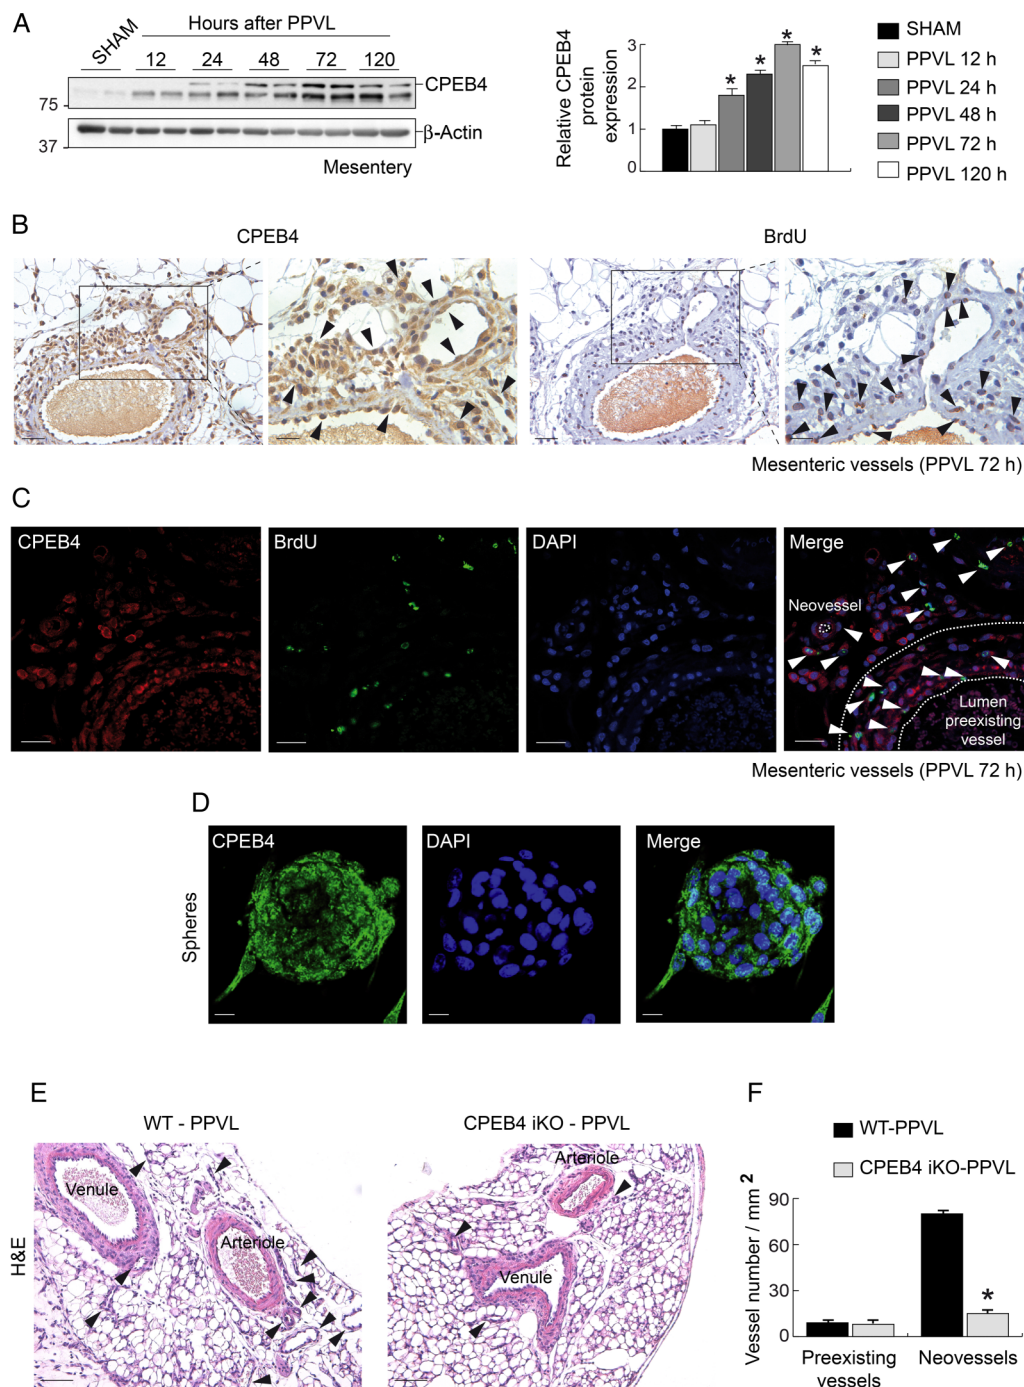 A
SHAM
Hours after PPVL
12 24 48 72 120
CPEB4
75
β-Actin
37
Mesentery
Relative CPEB4
protein
expression
3
2
1
0
* * * *
SHAM
PPVL 12 h
PPVL 24 h
PPVL 48 h
PPVL 72 h
PPVL 120 h
B
CPEB4
BrdU
Mesenteric vessels (PPVL 72 h)
C
CPEB4
BrdU
DAPI
Merge
Neovessel
Lumen
preexisting
vessel
Mesenteric vessels (PPVL 72 h)
D
Spheres
CPEB4
DAPI
Merge
E
WT - PPVL
CPEB4 iKO - PPVL
H&E
Venule
Arteriole
Arteriole
Venule
F
WT-PPVL
CPEB4 iKO-PPVL
Vessel number / mm²
90
60
30
0
*
Preexisting
vessels
Neovessels